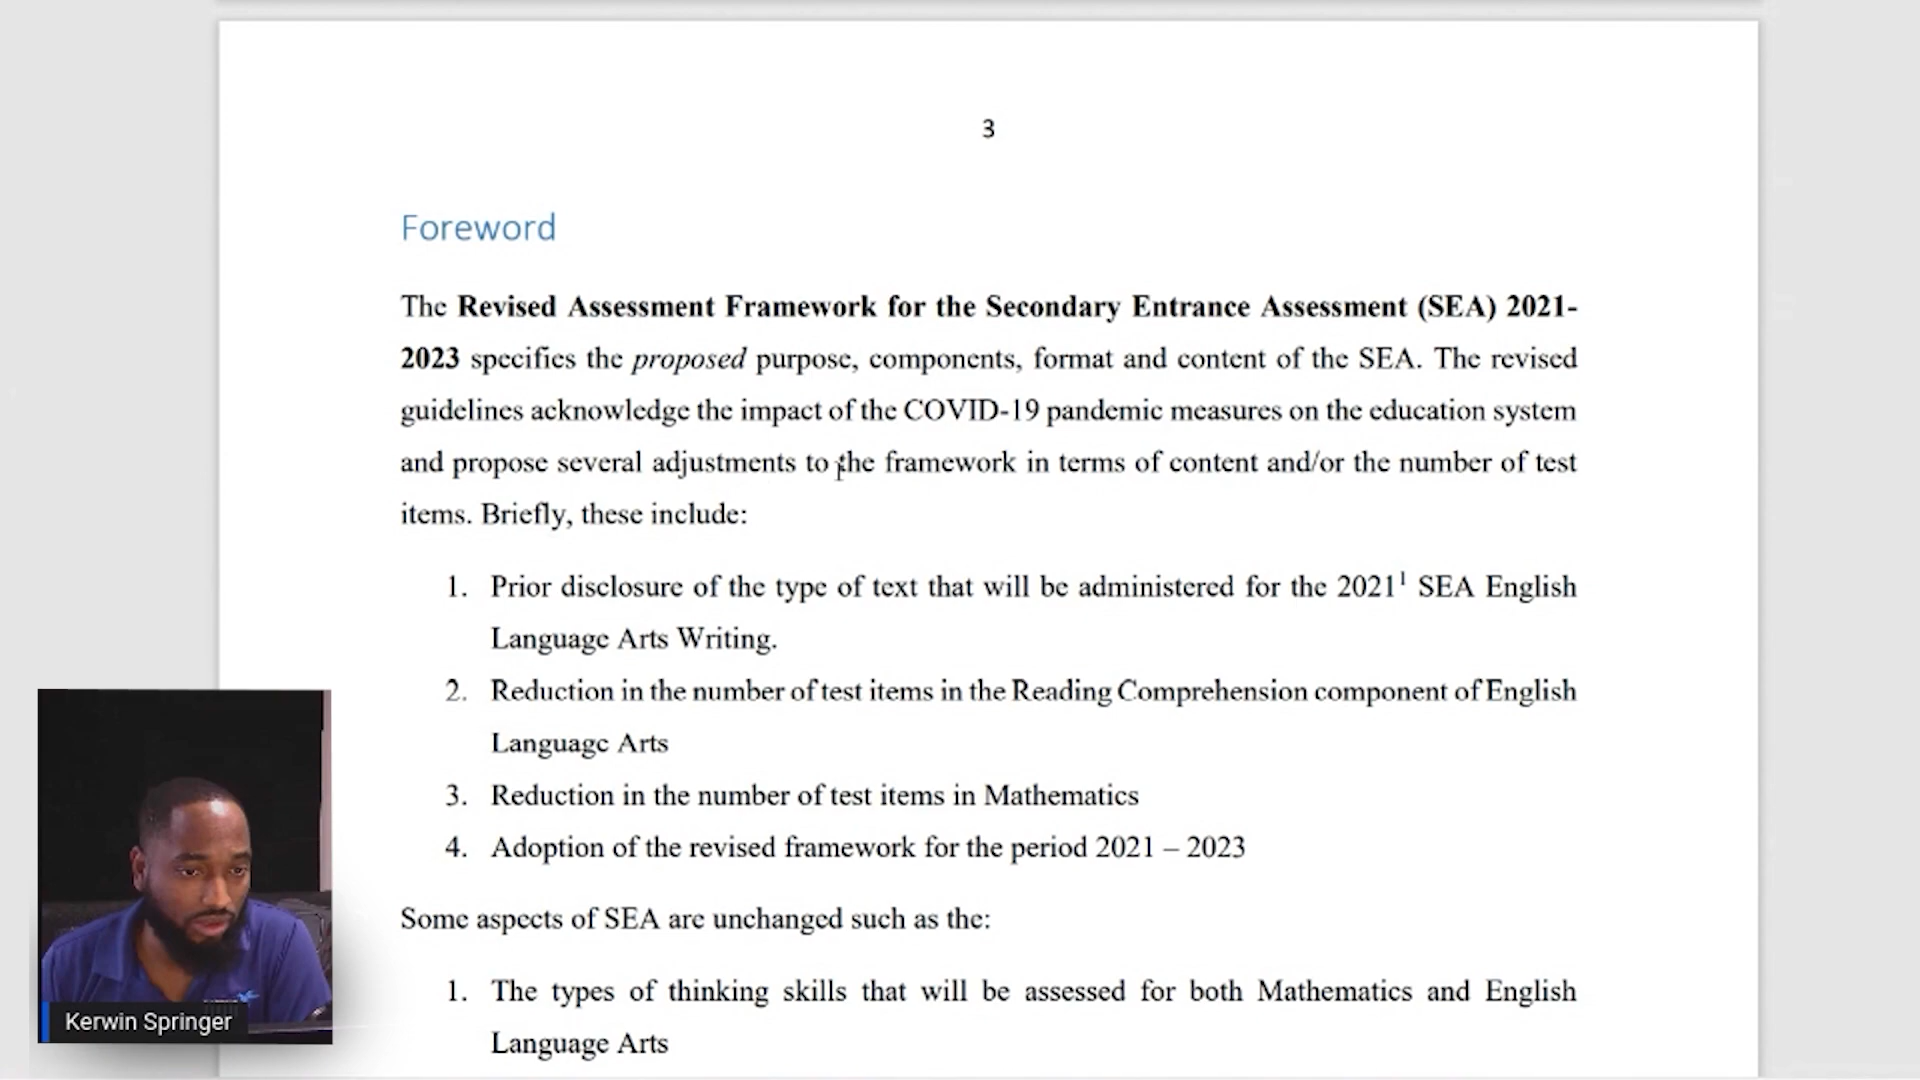 3
Foreword
The Revised Assessment Framework for the Secondary Entrance Assessment (SEA) 2021-
2023 specifies the proposed purpose, components, format and content of the SEA. The revised
guidelines acknowledge the impact of the COVID-19 pandemic measures on the education system
and propose several adjustments to the framework in terms of content and/or the number of test
items. Briefly, these include:
1. Prior disclosure of the type of text that will be administered for the 2021¹ SEA English
Language Arts Writing.
2. Reduction in the number of test items in the Reading Comprehension component of English
Language Arts
3. Reduction in the number of test items in Mathematics
4. Adoption of the revised framework for the period 2021 – 2023
Some aspects of SEA are unchanged such as the:
1. The types of thinking skills that will be assessed for both Mathematics and English
Language Arts
Kerwin Springer